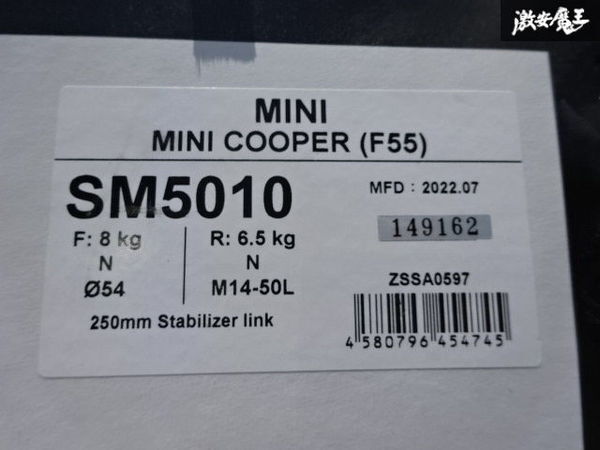 激安魔王
MINI
MINI COOPER (F55)
SM5010
MFD : 2022.07
149162
F: 8 kg
N
Ø54
R: 6.5 kg
N
M14-50L
250mm Stabilizer link
ZSSA0597
4 580796 454745